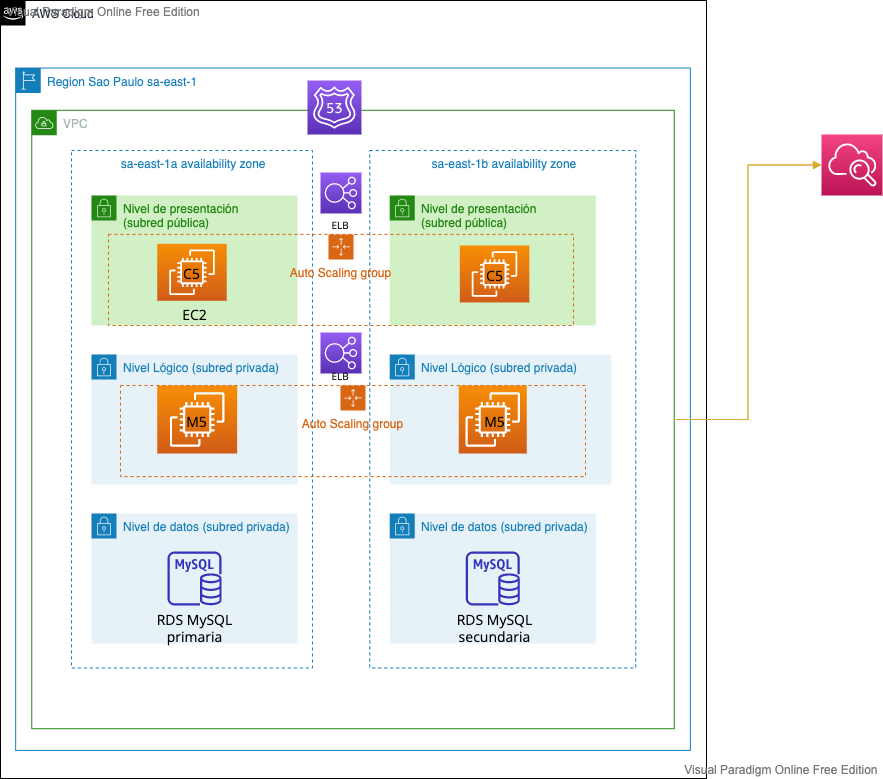 aws
Visual Paradigm Online Free Edition
AWS Cloud
Region Sao Paulo sa-east-1
53
VPC
sa-east-1a availability zone
sa-east-1b availability zone
Nivel de presentación
(subred pública)
ELB
Nivel de presentación
(subred pública)
C5
Auto Scaling group
C5
EC2
Nivel Lógico (subred privada)
ELB
Nivel Lógico (subred privada)
M5
Auto Scaling group
M5
Nivel de datos (subred privada)
Nivel de datos (subred privada)
MySQL
MySQL
RDS MySQL
primaria
RDS MySQL
secundaria
Visual Paradigm Online Free Edition